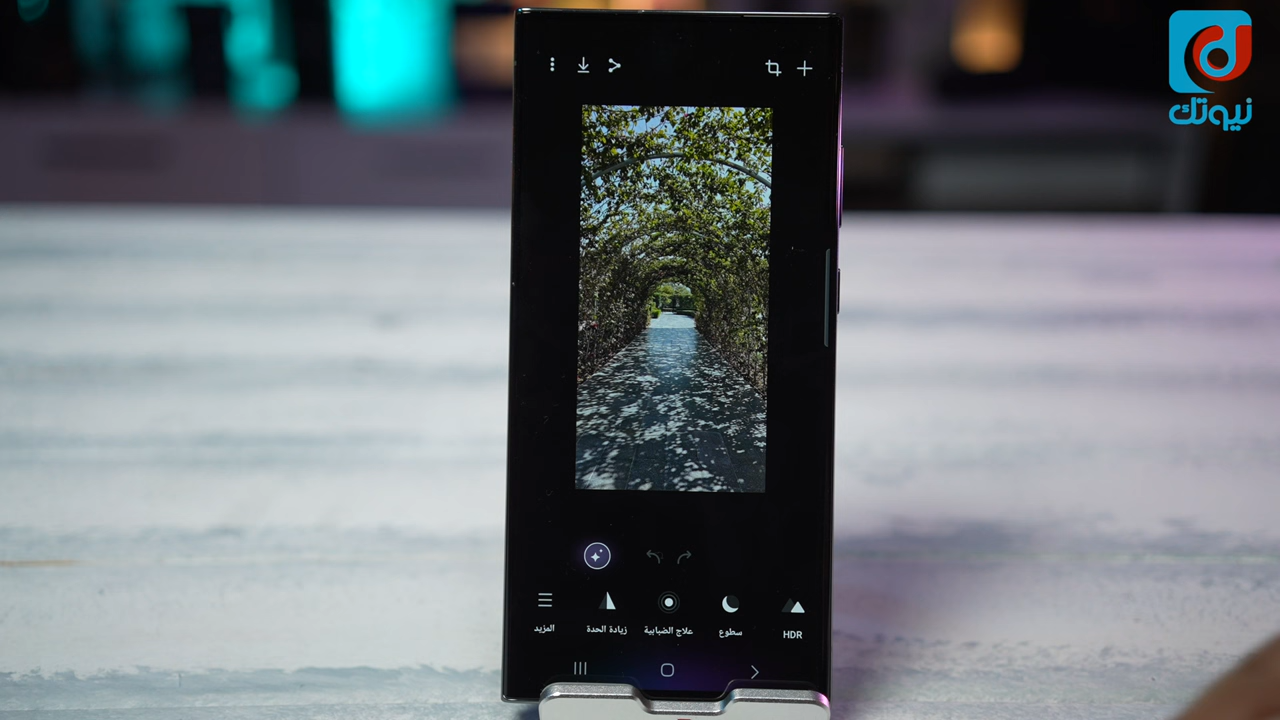 نيوتك
HDR
سطوع
علاج الضبابية
زيادة الحدة
المزيد